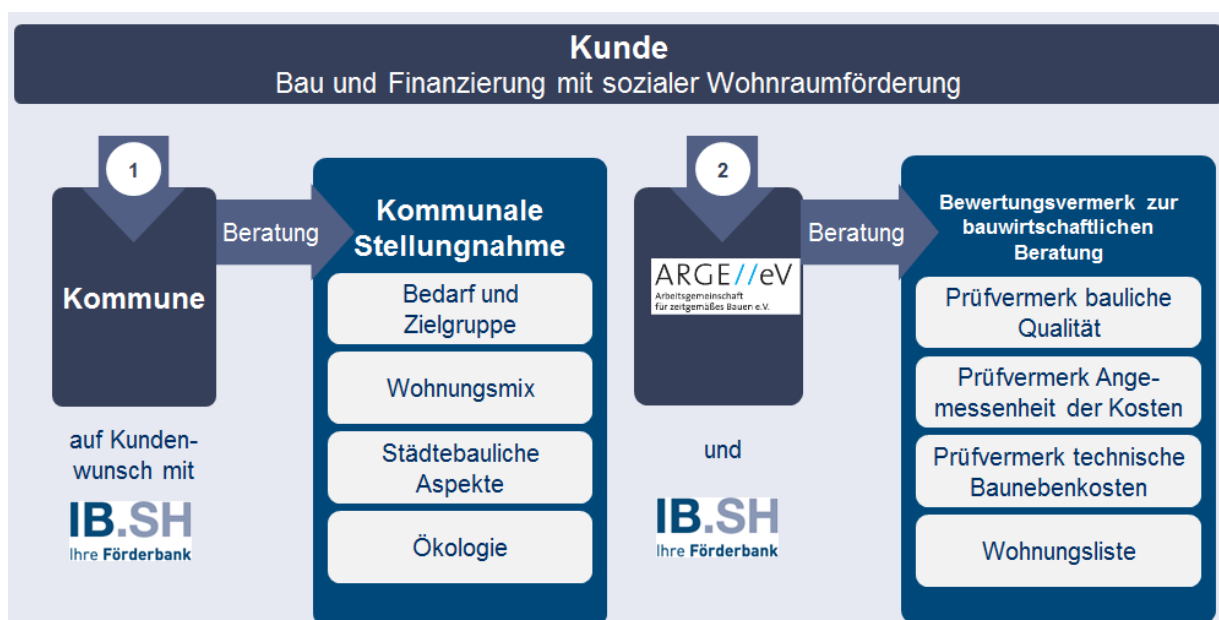 Kunde
Bau und Finanzierung mit sozialer Wohnraumförderung
1
Kommune
auf Kunden-
wunsch mit
IB.SH
Ihre Förderbank
Beratung
Kommunale
Stellungnahme
Bedarf und
Zielgruppe
Wohnungsmix
Städtebauliche
Aspekte
Ökologie
2
ARGE//eV
Arbeitsgemeinschaft
für zeitgemäßes Bauen e.V.
und
IB.SH
Ihre Förderbank
Beratung
Bewertungsvermerk zur
bauwirtschaftlichen
Beratung
Prüfvermerk bauliche
Qualität
Prüfvermerk Ange-
messenheit der Kosten
Prüfvermerk technische
Baunebenkosten
Wohnungsliste